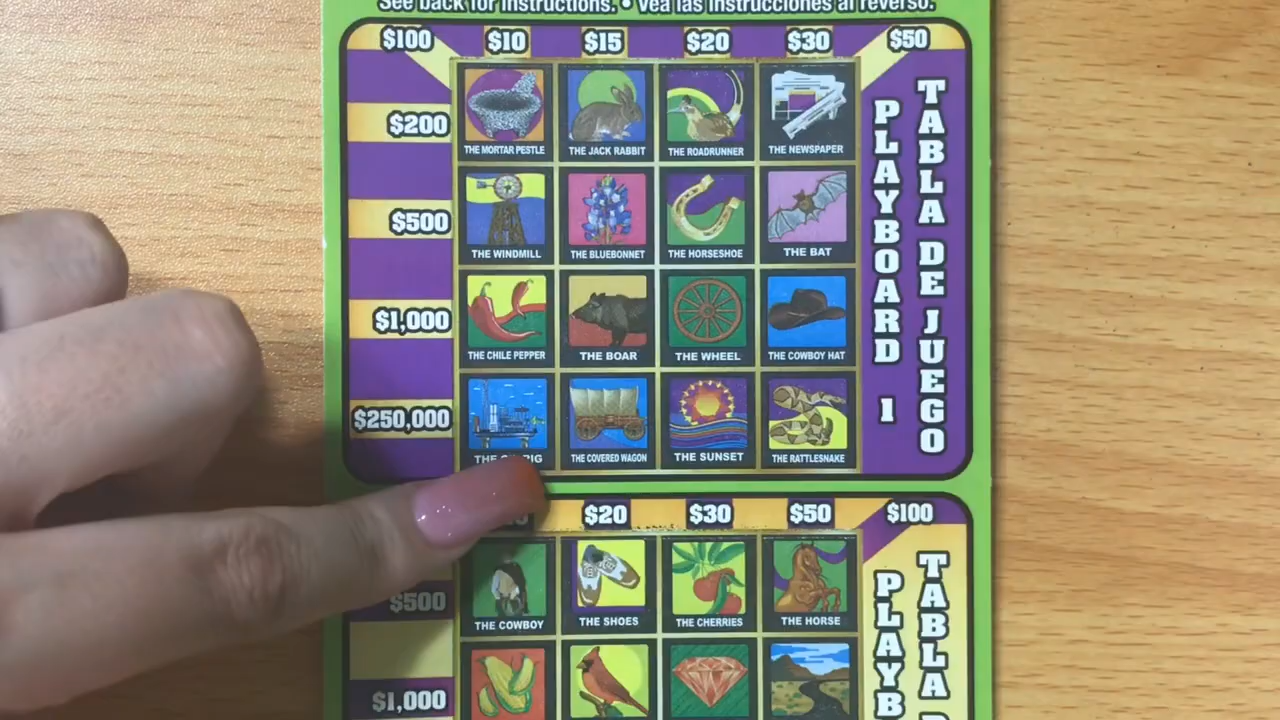 See back for instructions. • Vea las instrucciones al reverso.
$100 $10 $15 $20 $30 $50
THE MORTAR PESTLE THE JACK RABBIT THE ROADRUNNER THE NEWSPAPER
$200
THE WINDMILL THE BLUEBONNET THE HORSESHOE THE BAT
$500
THE CHILE PEPPER THE BOAR THE WHEEL THE COWBOY HAT
$1,000
THE RIG THE COVERED WAGON THE SUNSET THE RATTLESNAKE
$250,000
PLAYBOARD 1
TABLA DE JUEGO
$20 $30 $50 $100
THE COWBOY THE SHOES THE CHERRIES THE HORSE
$500
$1,000
PLAYB
TABLA